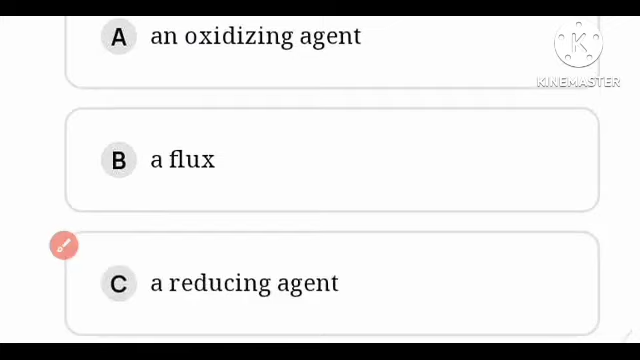 A an oxidizing agent
K
KINEMASTER
B a flux
C a reducing agent